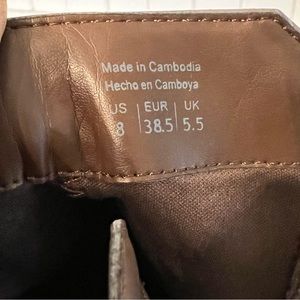 Made in Cambodia
Hecho en Camboya
US EUR UK
8 38.5 5.5